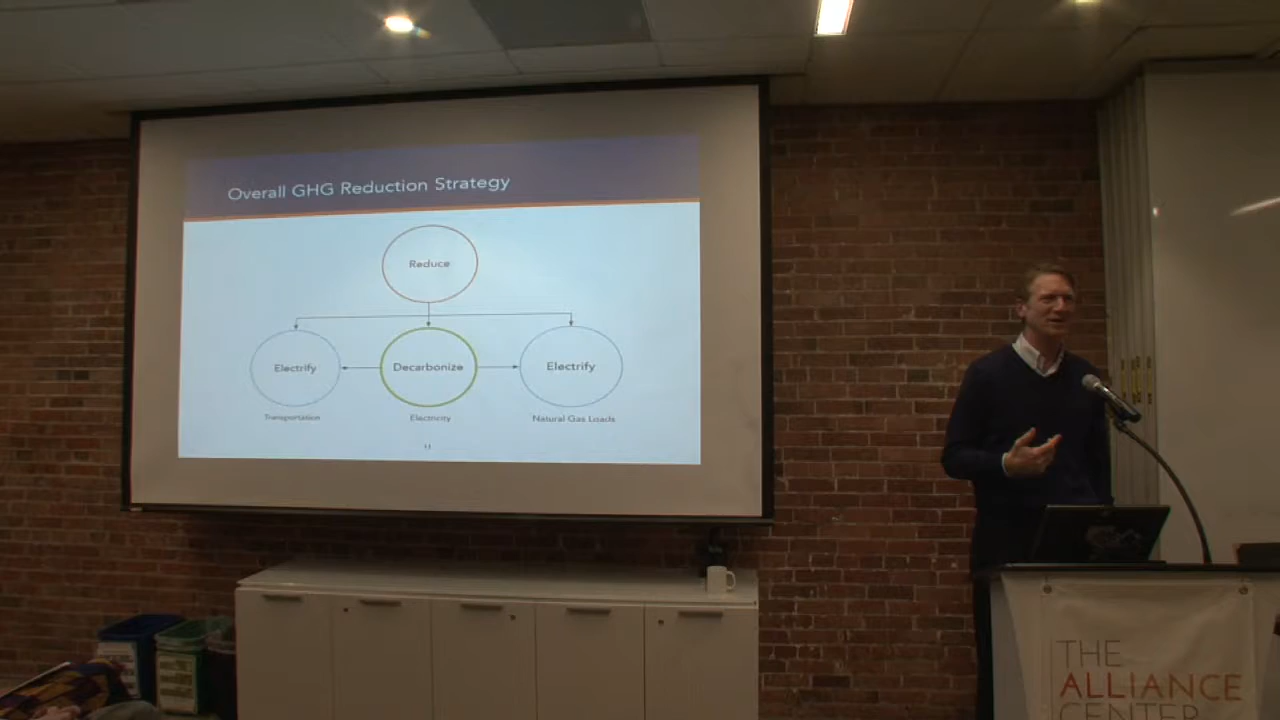 Overall GHG Reduction Strategy
Reduce
Electrify
Decarbonize
Electrify
Transportation
Electricity
Natural Gas Loads
THE
ALLIANCE
CENTER